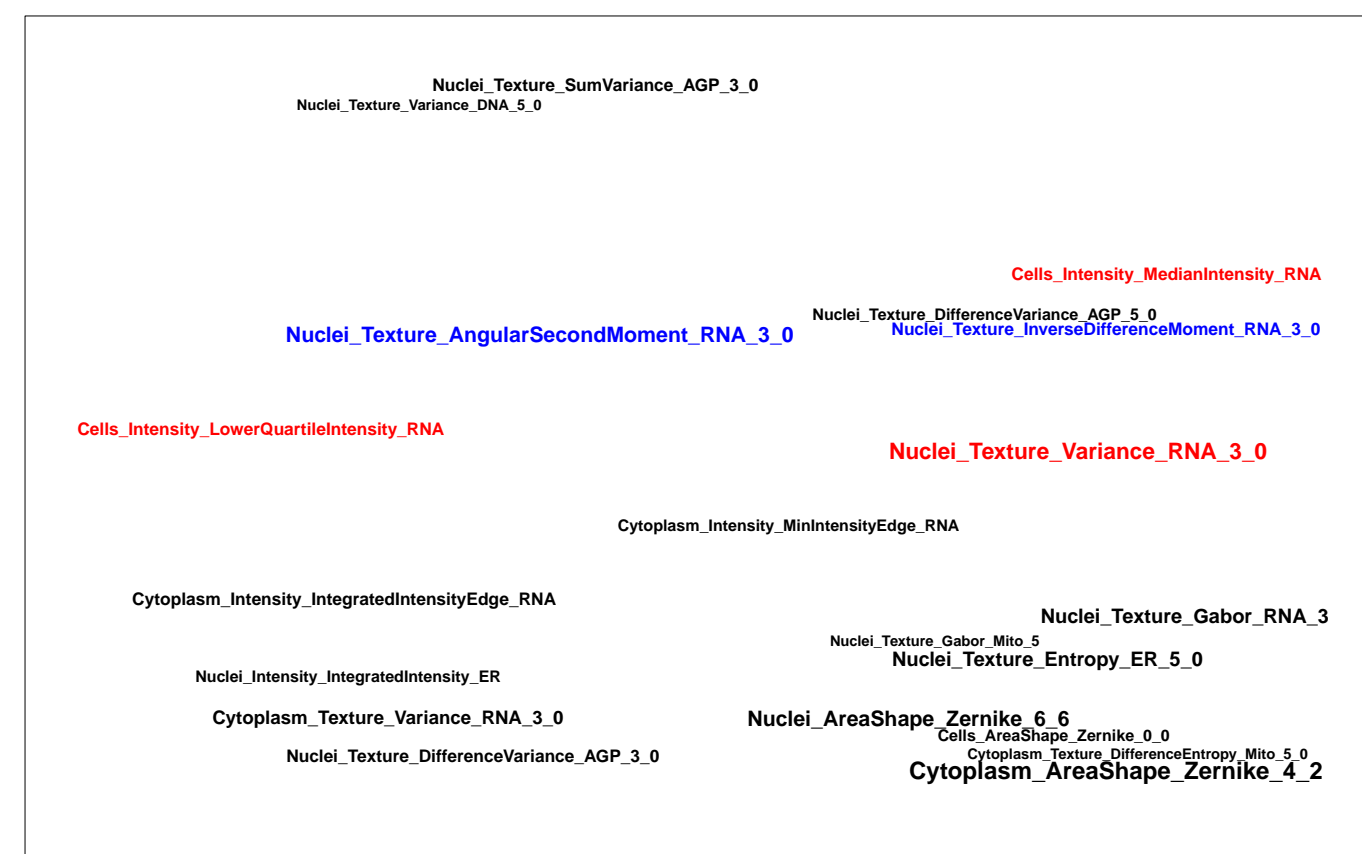 Nuclei_Texture_SumVariance_AGP_3_0
Nuclei_Texture_Variance_DNA_5_0
Cells_Intensity_MedianIntensity_RNA
Nuclei_Texture_DifferenceVariance_AGP_5_0
Nuclei_Texture_InverseDifferenceMoment_RNA_3_0
Nuclei_Texture_AngularSecondMoment_RNA_3_0
Cells_Intensity_LowerQuartileIntensity_RNA
Nuclei_Texture_Variance_RNA_3_0
Cytoplasm_Intensity_MinIntensityEdge_RNA
Cytoplasm_Intensity_IntegratedIntensityEdge_RNA
Nuclei_Texture_Gabor_RNA_3
Nuclei_Texture_Gabor_Mito_5
Nuclei_Texture_Entropy_ER_5_0
Nuclei_Intensity_IntegratedIntensity_ER
Cytoplasm_Texture_Variance_RNA_3_0
Nuclei_AreaShape_Zernike_6_6
Cells_AreaShape_Zernike_0_0
Nuclei_Texture_DifferenceVariance_AGP_3_0
Cytoplasm_Texture_DifferenceEntropy_Mito_5_0
Cytoplasm_AreaShape_Zernike_4_2